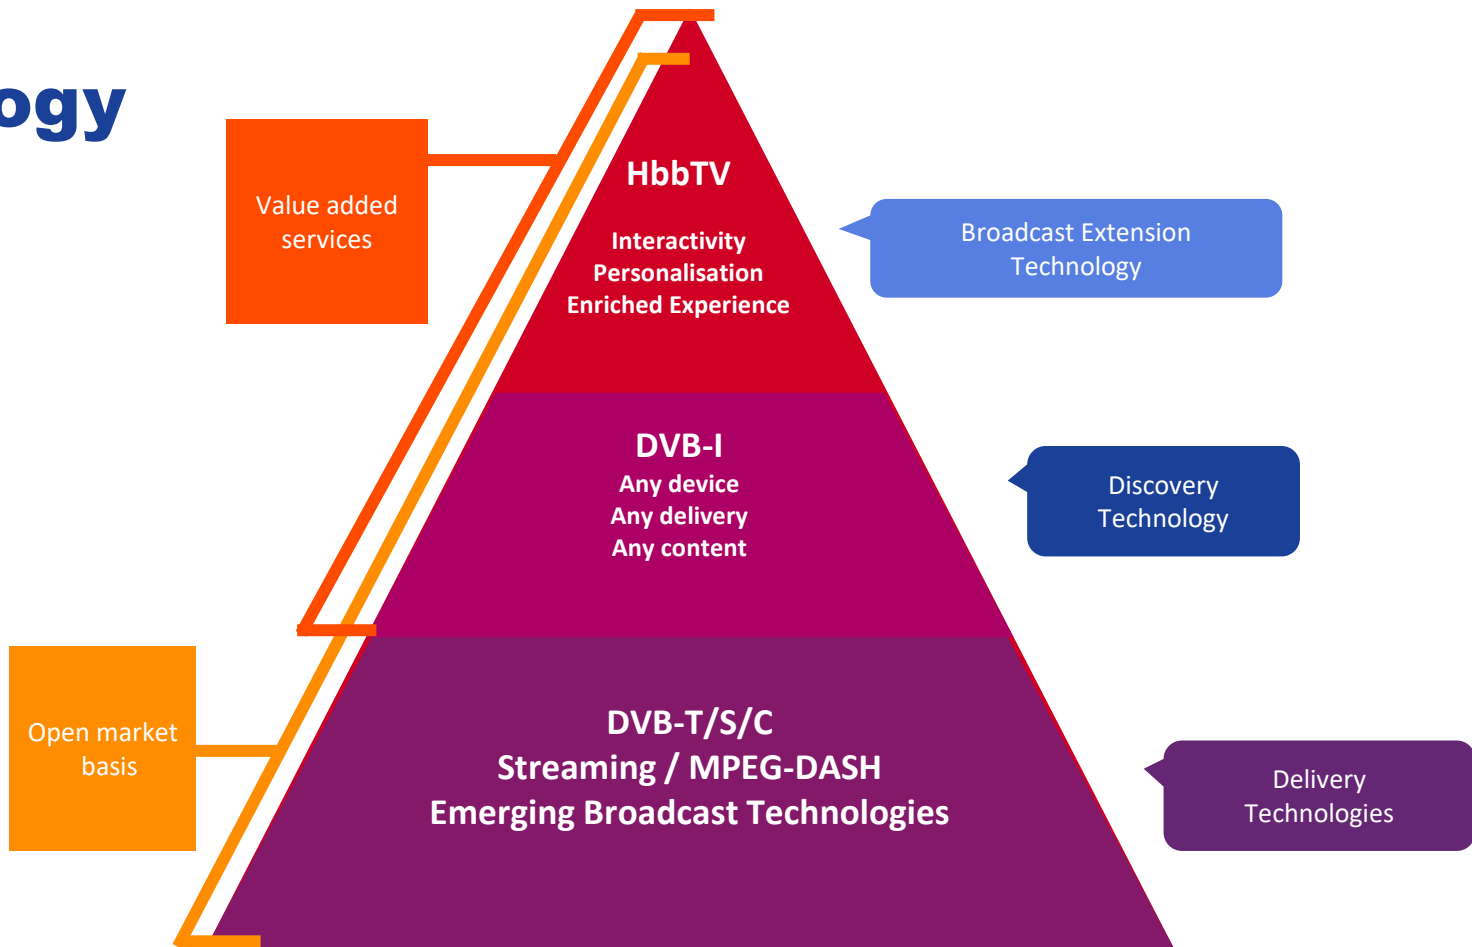 ogy
Value added
services
HbbTV
Interactivity
Personalisation
Enriched Experience
Broadcast Extension
Technology
DVB-I
Any device
Any delivery
Any content
Discovery
Technology
Open market
basis
DVB-T/S/C
Streaming / MPEG-DASH
Emerging Broadcast Technologies
Delivery
Technologies